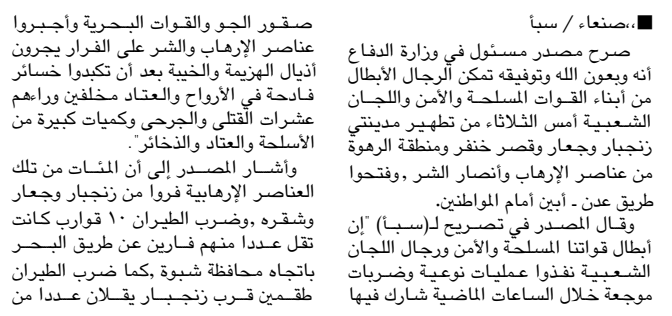 ■،،صنعاء / سبأ
صرح مصدر مسئول في وزارة الدفاع
أنه وبعون الله وتوفيقه تمكن الرجال الأبطال
من أبناء القوات المسلحة والأمن واللجان
الشعبية أمس الثلاثاء من تطهير مدينتي
زنجبار وجعار وقصر خنفر ومنطقة الرهوة
من عناصر الإرهاب وأنصار الشر ,وفتحوا
طريق عدن ـ أبين أمام المواطنين.
وقال المصدر في تصريح لـ(سبأ) "إن
أبطال قواتنا المسلحة والأمن ورجال اللجان
الشعبية نفذوا عمليات نوعية وضربات
موجعة خلال الساعات الماضية شارك فيها
صقور الجو والقوات البحرية وأجبروا
عناصر الإرهاب والشر على الفرار يجرون
أذيال الهزيمة والخيبة بعد أن تكبدوا خسائر
فادحة في الأرواح والعتاد مخلفين وراءهم
عشرات القتلى والجرحى وكميات كبيرة من
الأسلحة والعتاد والذخائر".
وأشار المصدر إلى أن المئات من تلك
العناصر الإرهابية فروا من زنجبار وجعار
وشقره ,وضرب الطيران ١٠ قوارب كانت
تقل عددا منهم فارين عن طريق البحر
باتجاه محافظة شبوة ,كما ضرب الطيران
طقمين قرب زنجبار يقلان عددا من